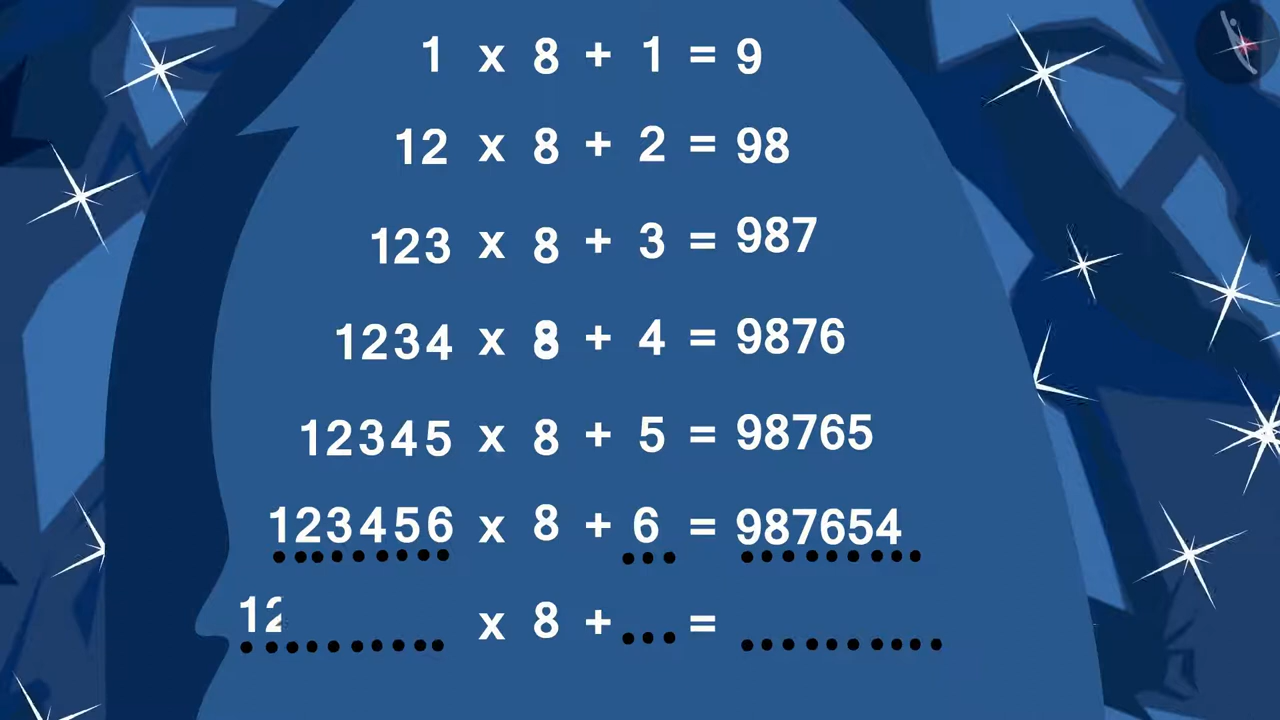 1 x 8 + 1 = 9
12 x 8 + 2 = 98
123 x 8 + 3 = 987
1234 x 8 + 4 = 9876
12345 x 8 + 5 = 98765
123456 x 8 + 6 = 987654
12 x 8 + ... =